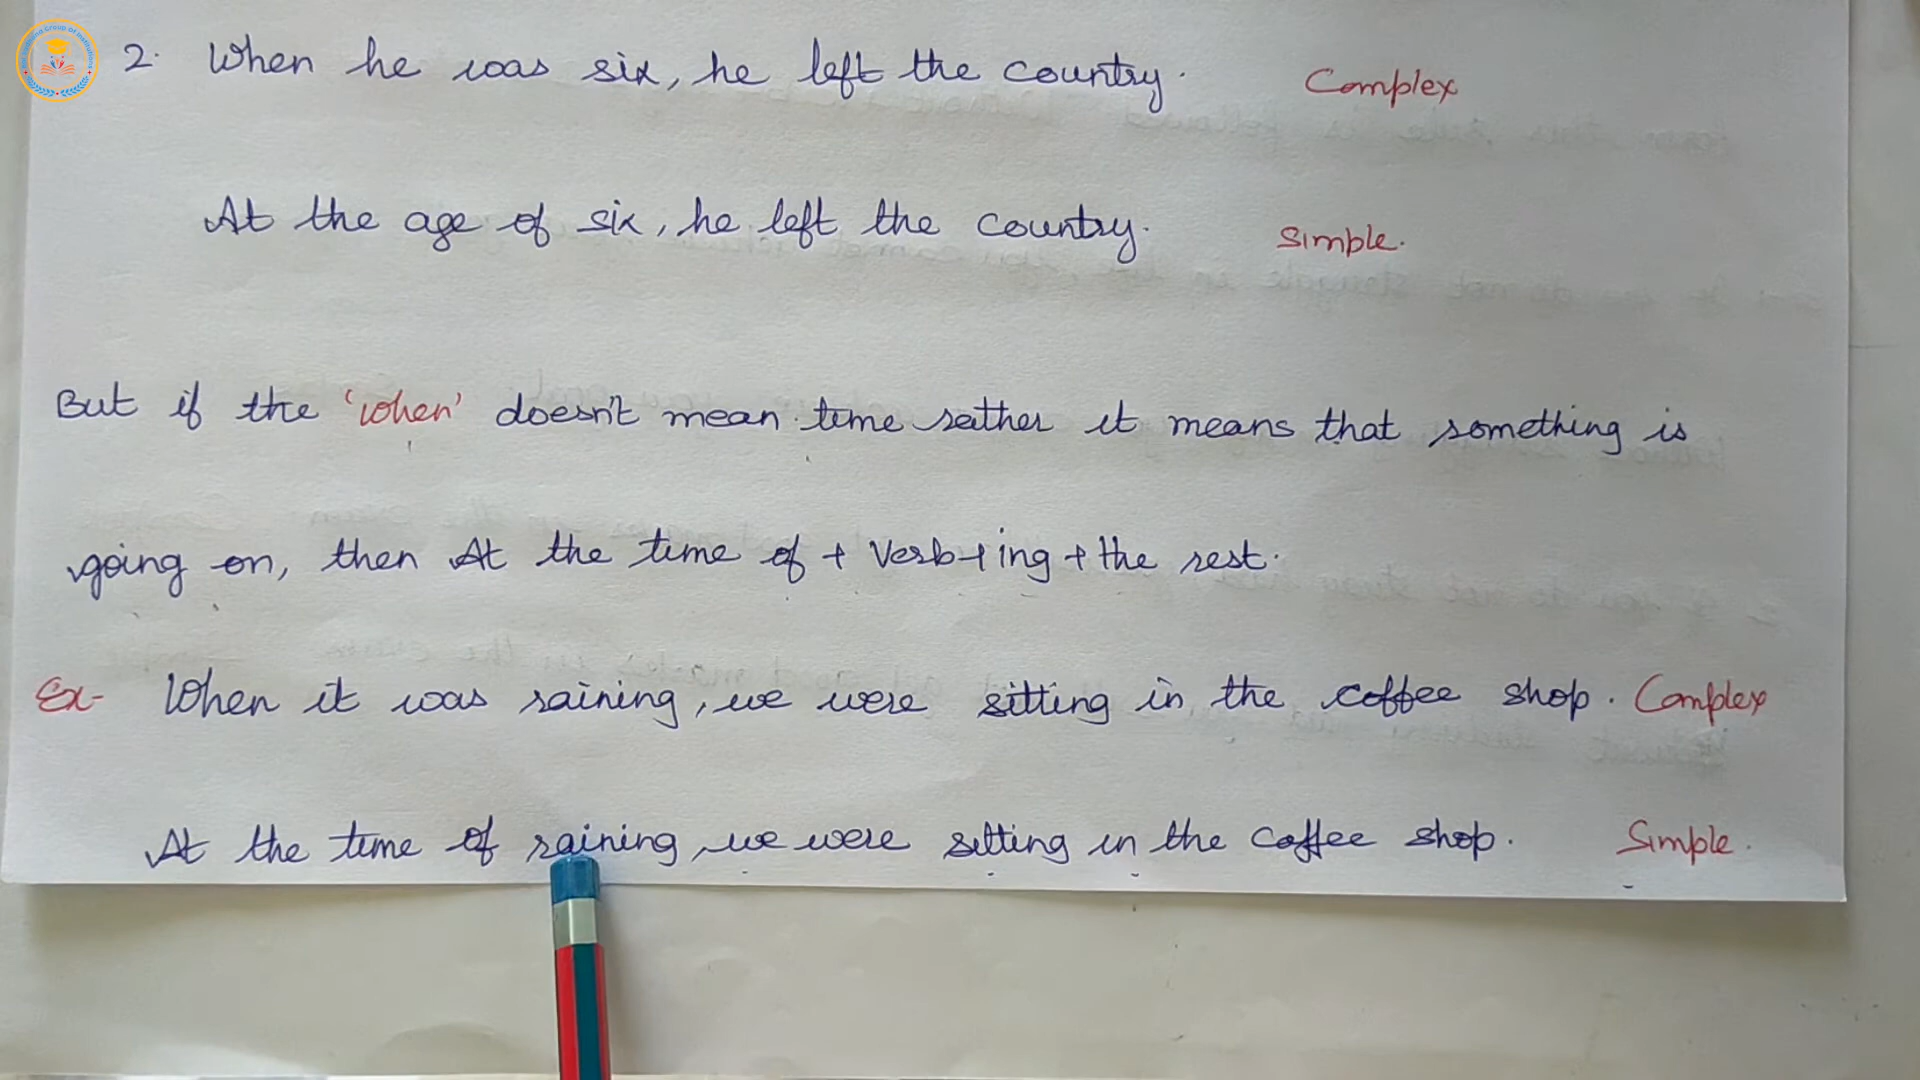 2. When he was six, he left the country. Complex
At the age of six, he left the country. Simple.
But if the 'when' doesn't mean time rather it means that something is
going on, then At the time of + Verb + ing + the rest.
Ex- When it was raining, we were sitting in the coffee shop. Complex
At the time of raining, we were sitting in the coffee shop. Simple.